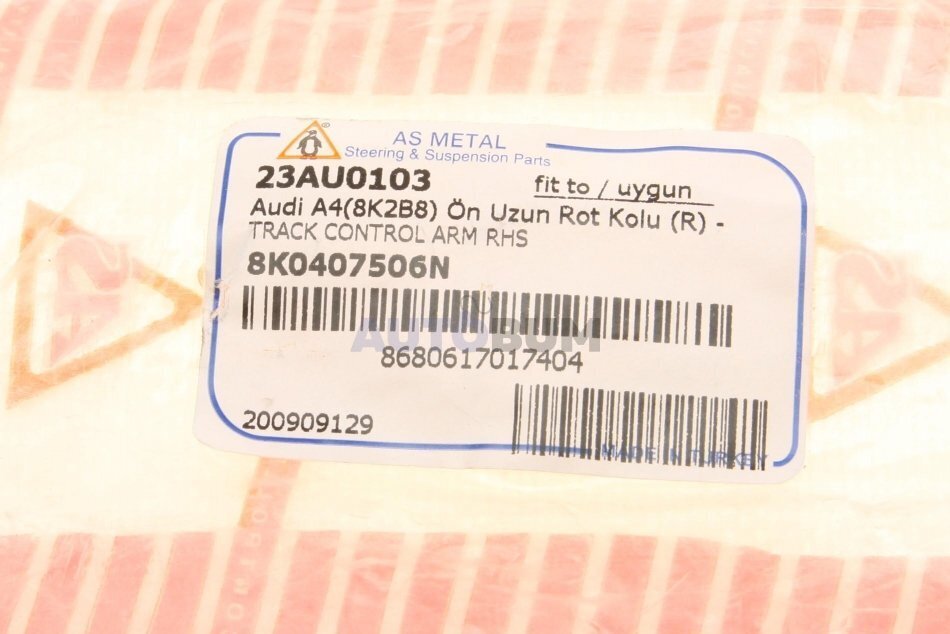 AS METAL
Steering & Suspension Parts
23AU0103
fit to / uygun
Audi A4(8K2B8) Ön Uzun Rot Kolu (R) -
TRACK CONTROL ARM RHS
8K0407506N
AUTOBUM
8680617017404
200909129
MADE IN TURKEY